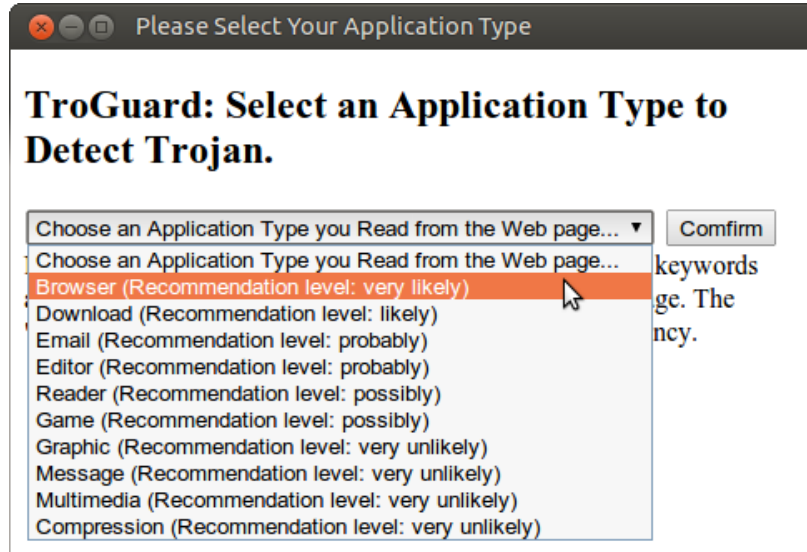 Please Select Your Application Type
TroGuard: Select an Application Type to
Detect Trojan.
Choose an Application Type you Read from the Web page... Comfirm
Choose an Application Type you Read from the Web page...
keywords
Browser (Recommendation level: very likely)
ge. The
Download (Recommendation level: likely)
Email (Recommendation level: probably)
ncy.
Editor (Recommendation level: probably)
Reader (Recommendation level: possibly)
Game (Recommendation level: possibly)
Graphic (Recommendation level: very unlikely)
Message (Recommendation level: very unlikely)
Multimedia (Recommendation level: very unlikely)
Compression (Recommendation level: very unlikely)